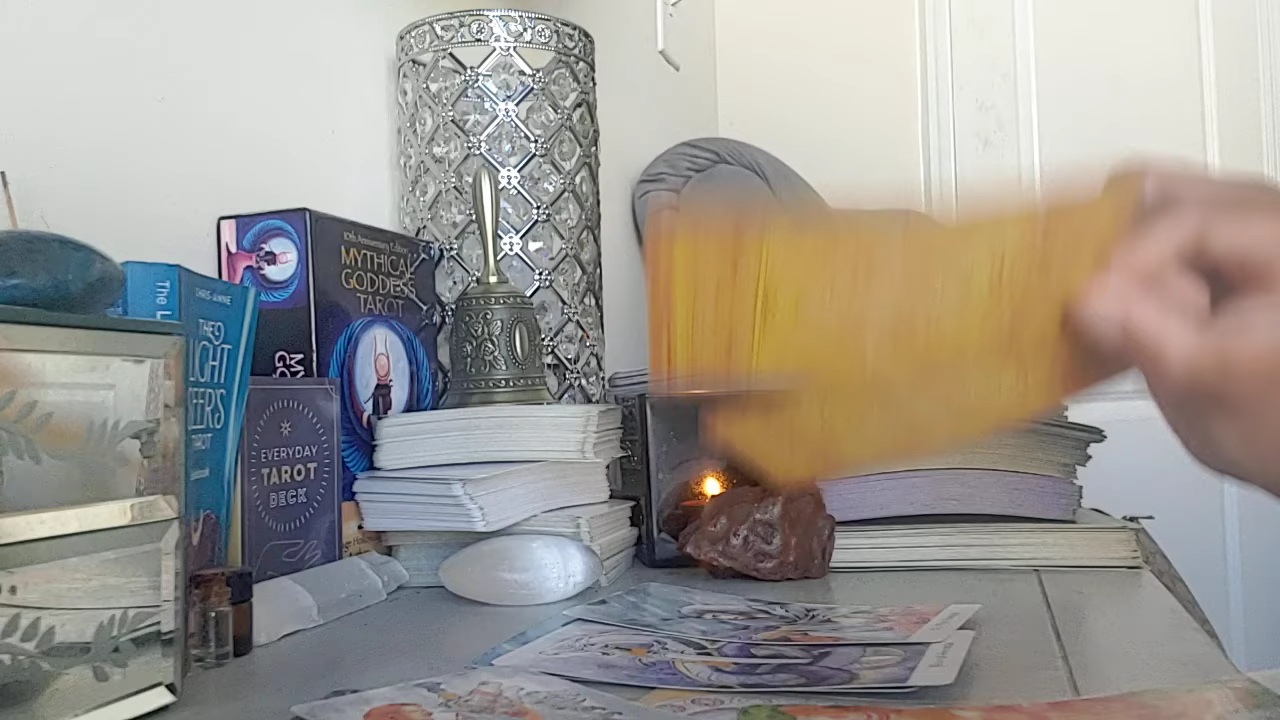 10th Anniversary Edition
MYTHICAL
GODDESS
TAROT
The L
CHRIS-ANNE
THE
LIGHT
SEER'S
TAROT
EVERYDAY
TAROT
DECK